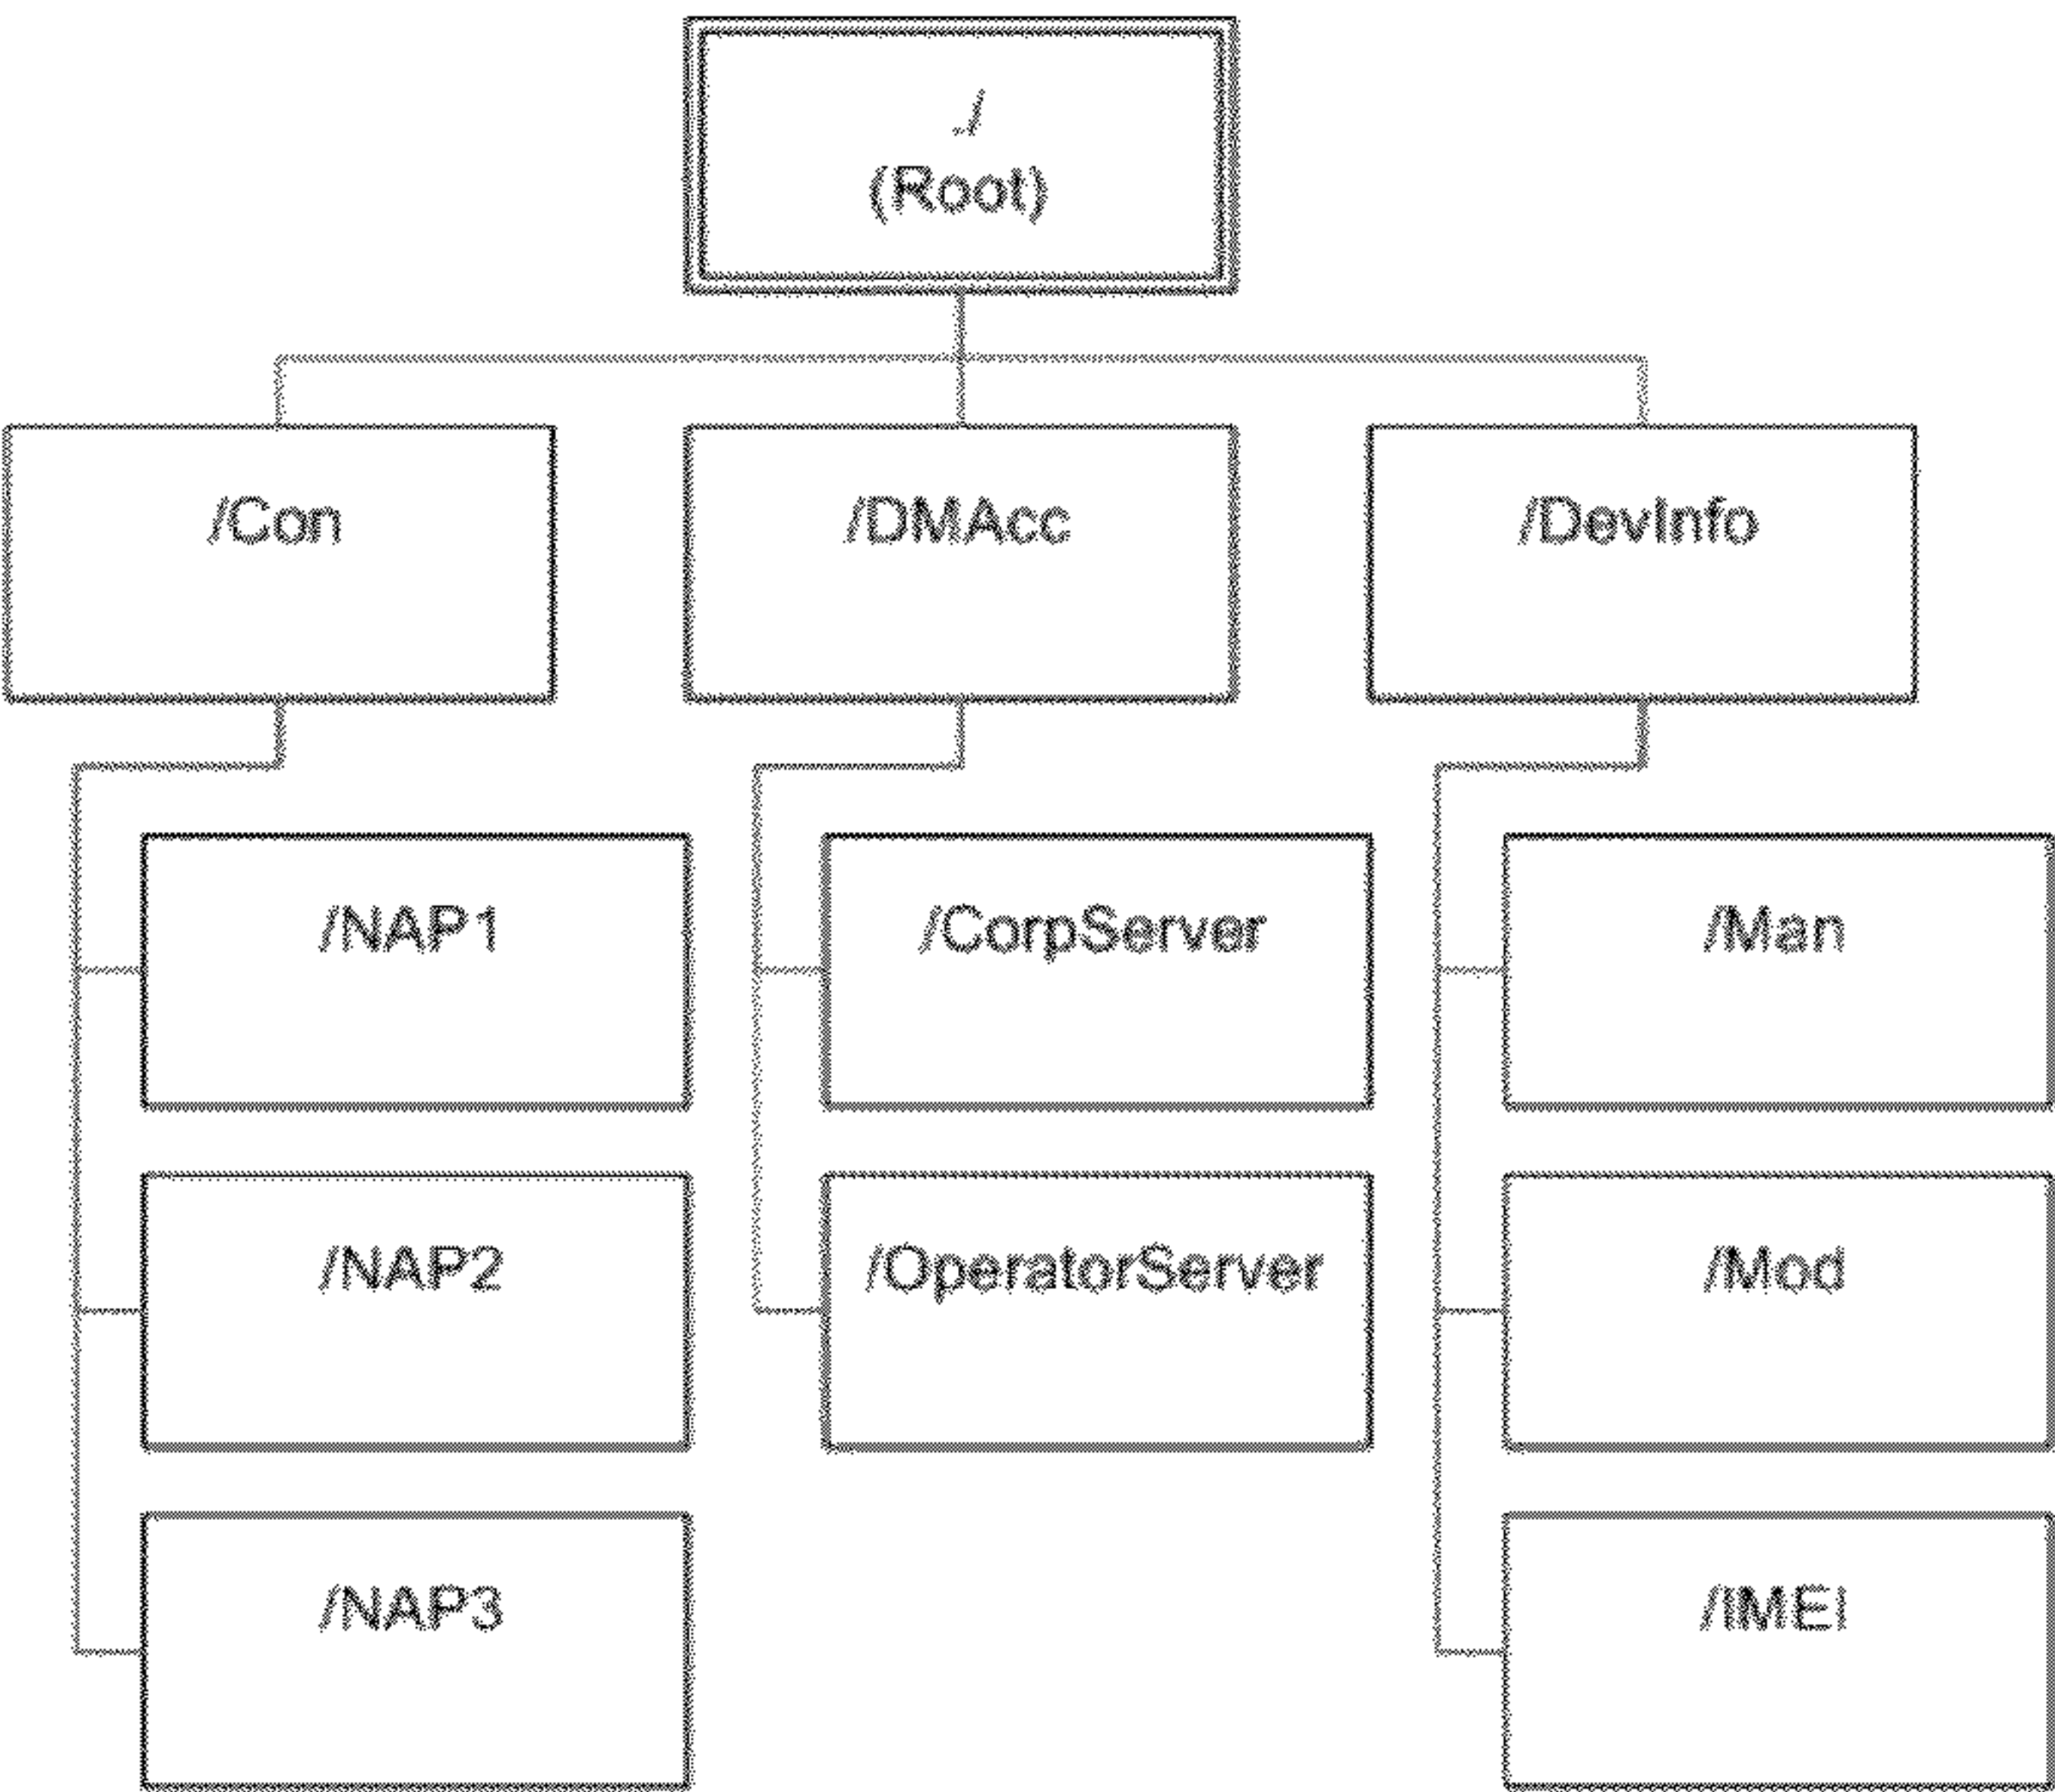 ./
(Root)
/Con
/DMAcc
/DevInfo
/NAP1
/CorpServer
/Man
/NAP2
/OperatorServer
/Mod
/NAP3
/IMEI